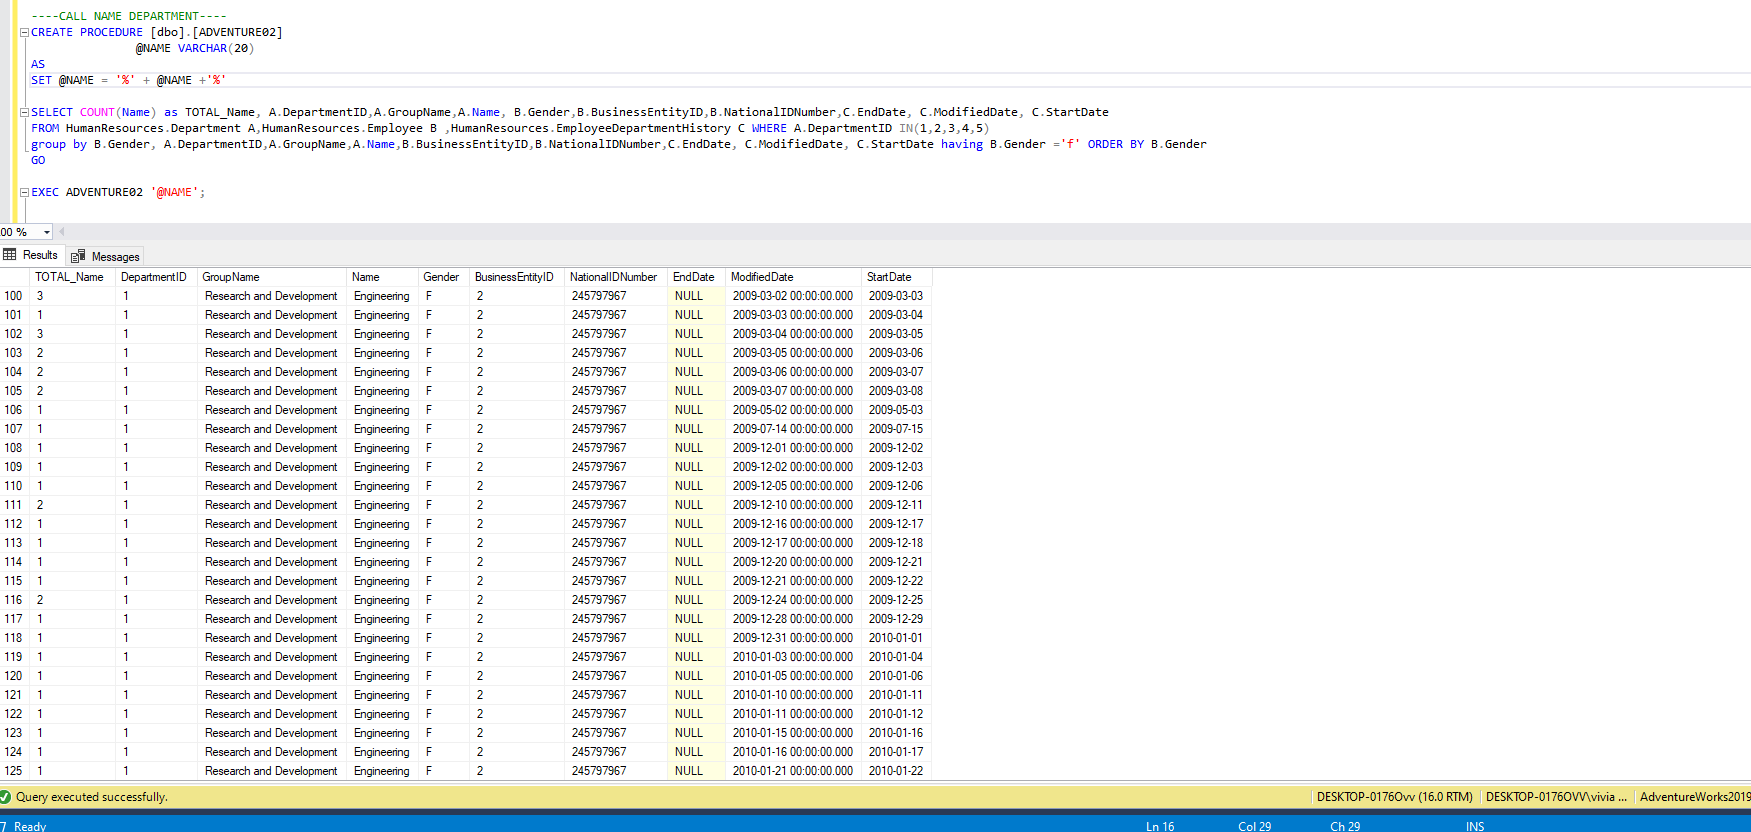 ----CALL NAME DEPARTMENT----
CREATE PROCEDURE [dbo].[ADVENTURE02]
@NAME VARCHAR(20)
AS
SET @NAME = '%' + @NAME +'%'
SELECT COUNT(Name) as TOTAL_Name, A.DepartmentID,A.GroupName,A.Name, B.Gender,B.BusinessEntityID,B.NationalIDNumber,C.EndDate, C.ModifiedDate, C.StartDate
FROM HumanResources.Department A,HumanResources.Employee B ,HumanResources.EmployeeDepartmentHistory C WHERE A.DepartmentID IN(1,2,3,4,5)
group by B.Gender, A.DepartmentID,A.GroupName,A.Name,B.BusinessEntityID,B.NationalIDNumber,C.EndDate, C.ModifiedDate, C.StartDate having B.Gender ='f' ORDER BY B.Gender
GO
EXEC ADVENTURE02 '@NAME';
00 %
Results Messages
TOTAL_Name DepartmentID GroupName Name Gender BusinessEntityID NationalIDNumber EndDate ModifiedDate StartDate
100 3 1 Research and Development Engineering F 2 245797967 NULL 2009-03-02 00:00:00.000 2009-03-03
101 1 1 Research and Development Engineering F 2 245797967 NULL 2009-03-03 00:00:00.000 2009-03-04
102 3 1 Research and Development Engineering F 2 245797967 NULL 2009-03-04 00:00:00.000 2009-03-05
103 2 1 Research and Development Engineering F 2 245797967 NULL 2009-03-05 00:00:00.000 2009-03-06
104 2 1 Research and Development Engineering F 2 245797967 NULL 2009-03-06 00:00:00.000 2009-03-07
105 2 1 Research and Development Engineering F 2 245797967 NULL 2009-03-07 00:00:00.000 2009-03-08
106 1 1 Research and Development Engineering F 2 245797967 NULL 2009-05-02 00:00:00.000 2009-05-03
107 1 1 Research and Development Engineering F 2 245797967 NULL 2009-07-14 00:00:00.000 2009-07-15
108 1 1 Research and Development Engineering F 2 245797967 NULL 2009-12-01 00:00:00.000 2009-12-02
109 1 1 Research and Development Engineering F 2 245797967 NULL 2009-12-02 00:00:00.000 2009-12-03
110 1 1 Research and Development Engineering F 2 245797967 NULL 2009-12-05 00:00:00.000 2009-12-06
111 2 1 Research and Development Engineering F 2 245797967 NULL 2009-12-10 00:00:00.000 2009-12-11
112 1 1 Research and Development Engineering F 2 245797967 NULL 2009-12-16 00:00:00.000 2009-12-17
113 1 1 Research and Development Engineering F 2 245797967 NULL 2009-12-17 00:00:00.000 2009-12-18
114 1 1 Research and Development Engineering F 2 245797967 NULL 2009-12-20 00:00:00.000 2009-12-21
115 1 1 Research and Development Engineering F 2 245797967 NULL 2009-12-21 00:00:00.000 2009-12-22
116 2 1 Research and Development Engineering F 2 245797967 NULL 2009-12-24 00:00:00.000 2009-12-25
117 1 1 Research and Development Engineering F 2 245797967 NULL 2009-12-28 00:00:00.000 2009-12-29
118 1 1 Research and Development Engineering F 2 245797967 NULL 2009-12-31 00:00:00.000 2010-01-01
119 1 1 Research and Development Engineering F 2 245797967 NULL 2010-01-03 00:00:00.000 2010-01-04
120 1 1 Research and Development Engineering F 2 245797967 NULL 2010-01-05 00:00:00.000 2010-01-06
121 1 1 Research and Development Engineering F 2 245797967 NULL 2010-01-10 00:00:00.000 2010-01-11
122 1 1 Research and Development Engineering F 2 245797967 NULL 2010-01-11 00:00:00.000 2010-01-12
123 1 1 Research and Development Engineering F 2 245797967 NULL 2010-01-15 00:00:00.000 2010-01-16
124 1 1 Research and Development Engineering F 2 245797967 NULL 2010-01-16 00:00:00.000 2010-01-17
125 1 1 Research and Development Engineering F 2 245797967 NULL 2010-01-21 00:00:00.000 2010-01-22
Query executed successfully. DESKTOP-0176Ovv (16.0 RTM) DESKTOP-0176OVV\vivia ... AdventureWorks2019
Ready Ln 16 Col 29 Ch 29 INS